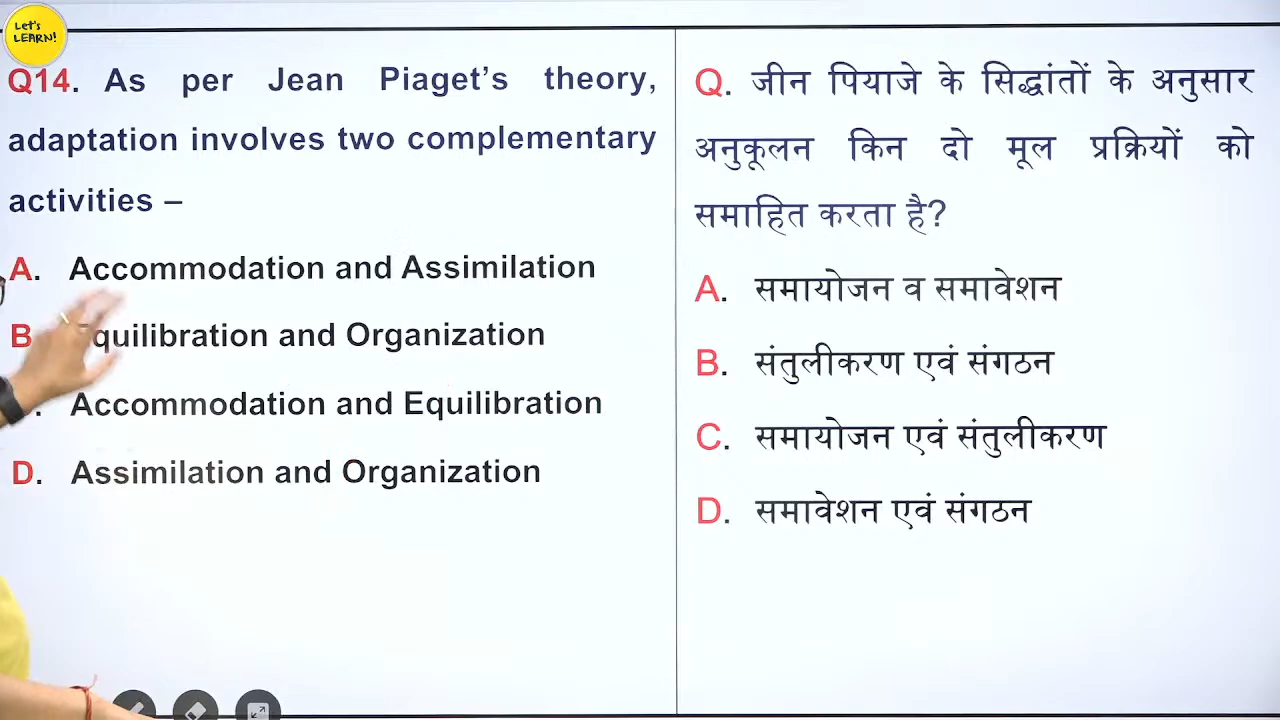 Let's
LEARN!
Q14. As per Jean Piaget's theory,
adaptation involves two complementary
activities –
A. Accommodation and Assimilation
B quilibration and Organization
. Accommodation and Equilibration
D. Assimilation and Organization
Q. जीन पियाजे के सिद्धांतों के अनुसार
अनुकूलन किन दो मूल प्रक्रियों को
समाहित करता है?
A. समायोजन व समावेशन
B. संतुलीकरण एवं संगठन
C. समायोजन एवं संतुलीकरण
D. समावेशन एवं संगठन